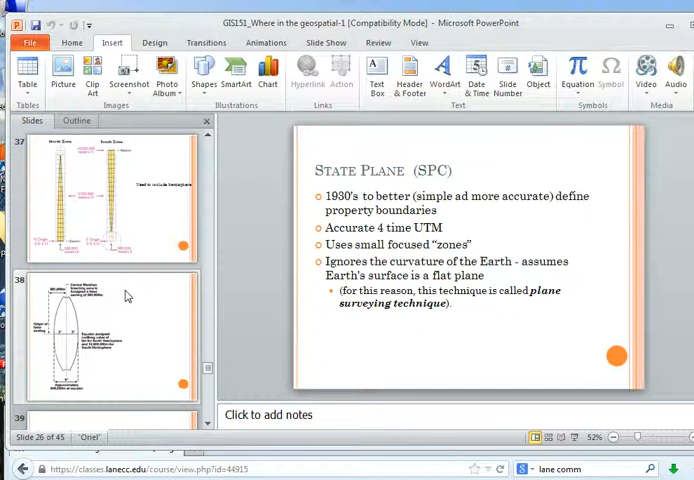 GIS151_Where in the geospatial-1 [Compatibility Mode] - Microsoft PowerPoint
File Home Insert Design Transitions Animations Slide Show Review View
Table
Picture
Clip
Art
Screenshot
Photo
Album
Shapes
SmartArt
Chart
Hyperlink
Action
Text
Box
Header
& Footer
WordArt
Date
& Time
Slide
Number
Object
Equation
Symbol
Video
Audio
Tables
Images
Illustrations
Links
Text
Symbols
Media
Slides Outline
37
North Zone
South Zone
Need to include hemisphere
38
39
STATE PLANE (SPC)
1930's to better (simple ad more accurate) define
property boundaries
Accurate 4 time UTM
Uses small focused "zones"
Ignores the curvature of the Earth - assumes
Earth's surface is a flat plane
(for this reason, this technique is called plane
surveying technique).
Click to add notes
Slide 26 of 45
"Oriel"
52%
https://classes.lanecc.edu/course/view.php?id=44915
lane comm